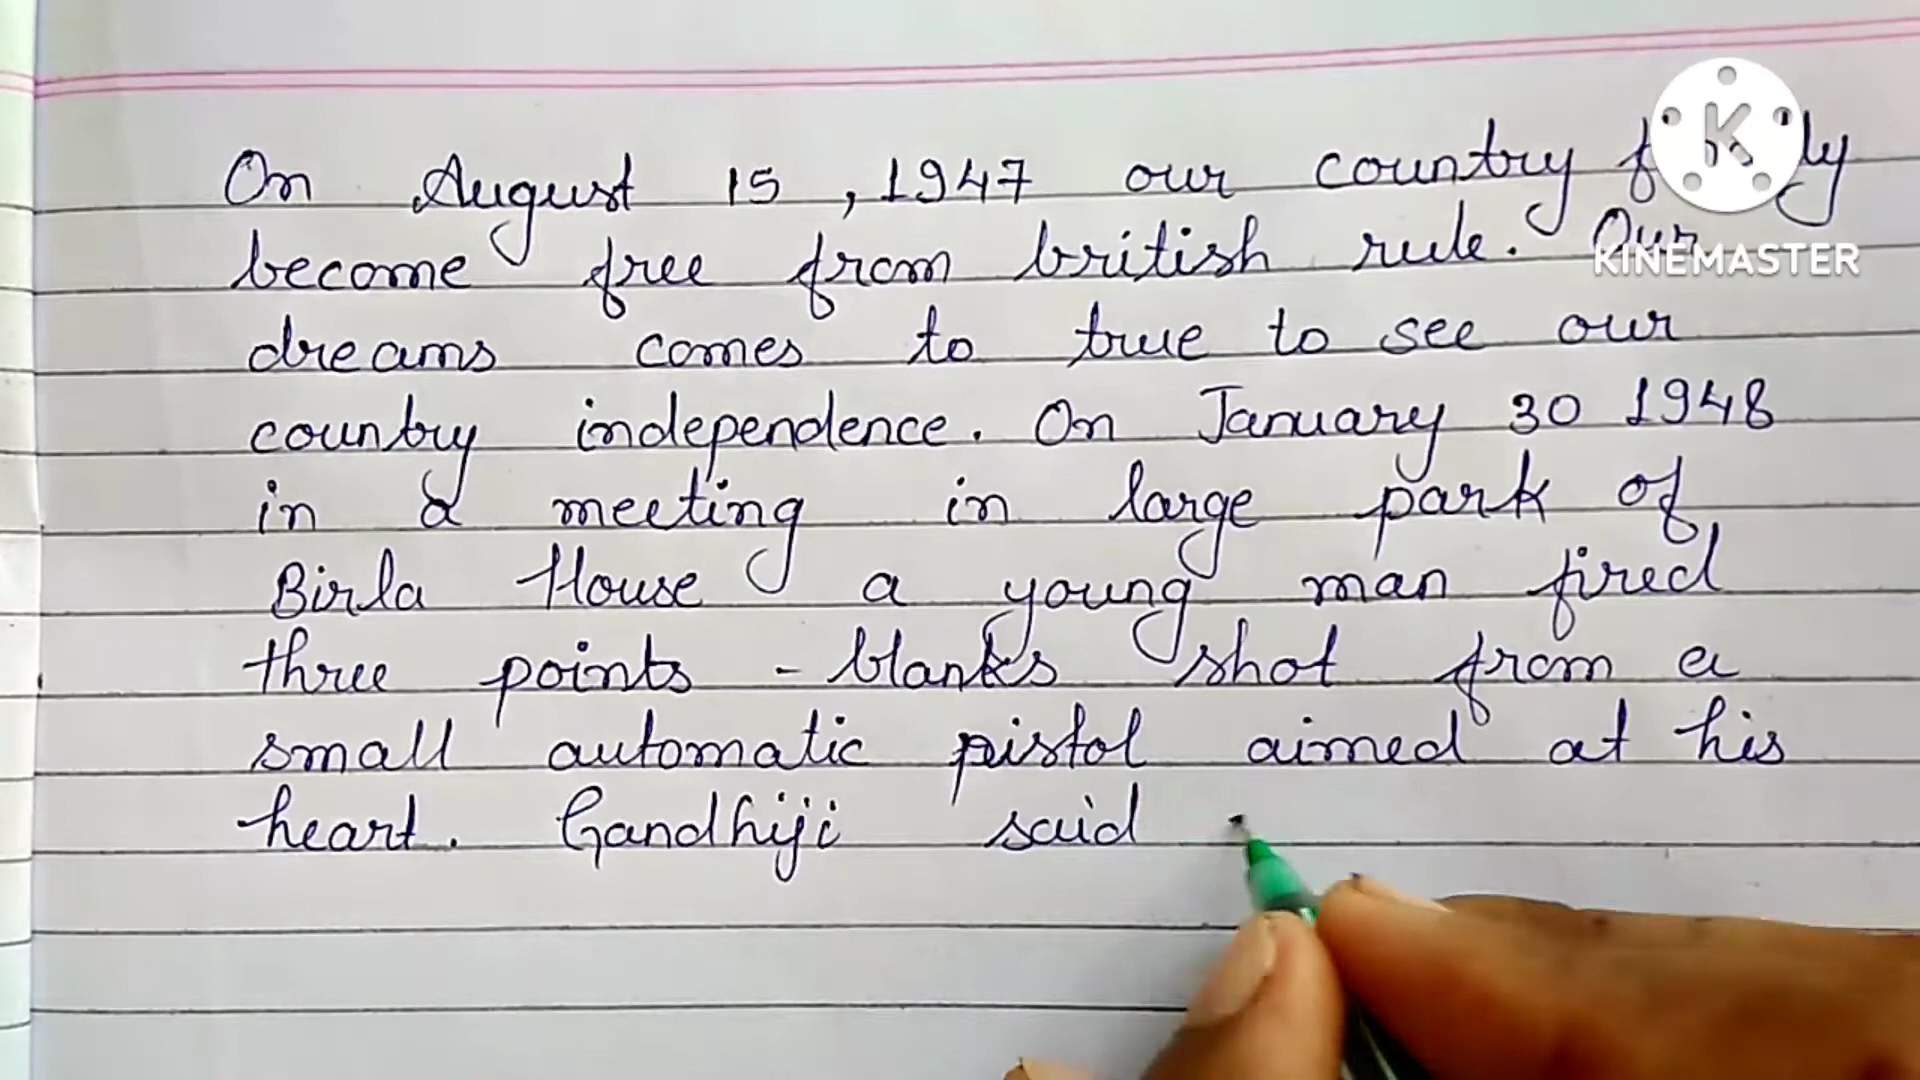 On August 15 , 1947 our country
become free from british rule. Our
dreams comes to true to see our
country independence. On January 30 1948
in a meeting in large park of
Birla House a young man fired
three points - blanks shot from a
small automatic pistol aimed at his
heart. Gandhiji said
K
KINEMASTER